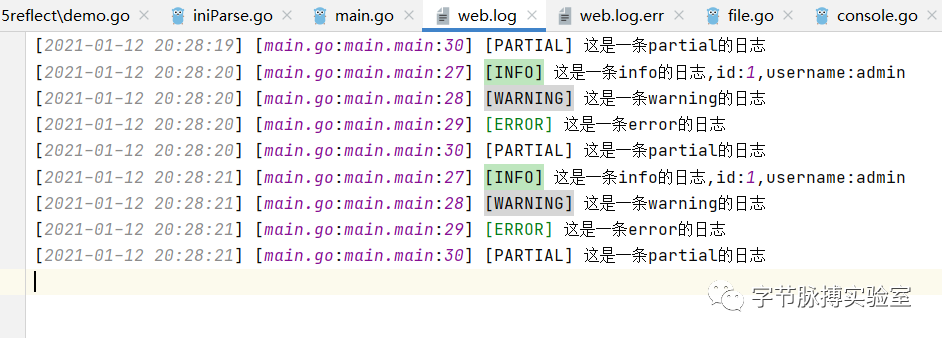 5reflect\demo.go iniParse.go main.go web.log web.log.err file.go console.go
[2021-01-12 20:28:19] [main.go:main.main:30] [PARTIAL] 这是一条partial的日志
[2021-01-12 20:28:20] [main.go:main.main:27] [INFO] 这是一条info的日志,id:1,username:admin
[2021-01-12 20:28:20] [main.go:main.main:28] [WARNING] 这是一条warning的日志
[2021-01-12 20:28:20] [main.go:main.main:29] [ERROR] 这是一条error的日志
[2021-01-12 20:28:20] [main.go:main.main:30] [PARTIAL] 这是一条partial的日志
[2021-01-12 20:28:21] [main.go:main.main:27] [INFO] 这是一条info的日志,id:1,username:admin
[2021-01-12 20:28:21] [main.go:main.main:28] [WARNING] 这是一条warning的日志
[2021-01-12 20:28:21] [main.go:main.main:29] [ERROR] 这是一条error的日志
[2021-01-12 20:28:21] [main.go:main.main:30] [PARTIAL] 这是一条partial的日志
字节脉搏实验室